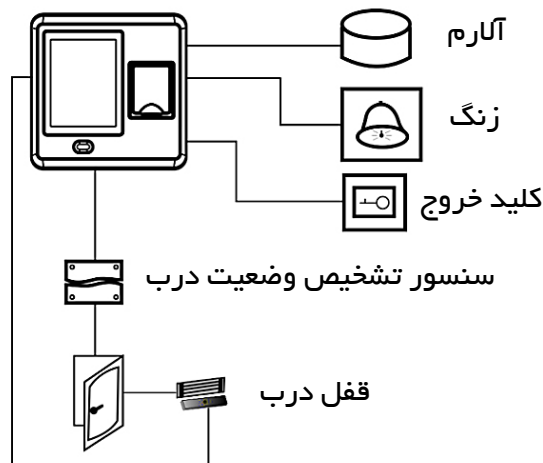 آلارم
زنگ
کلید خروج
سنسور تشخیص وضعیت درب
قفل درب